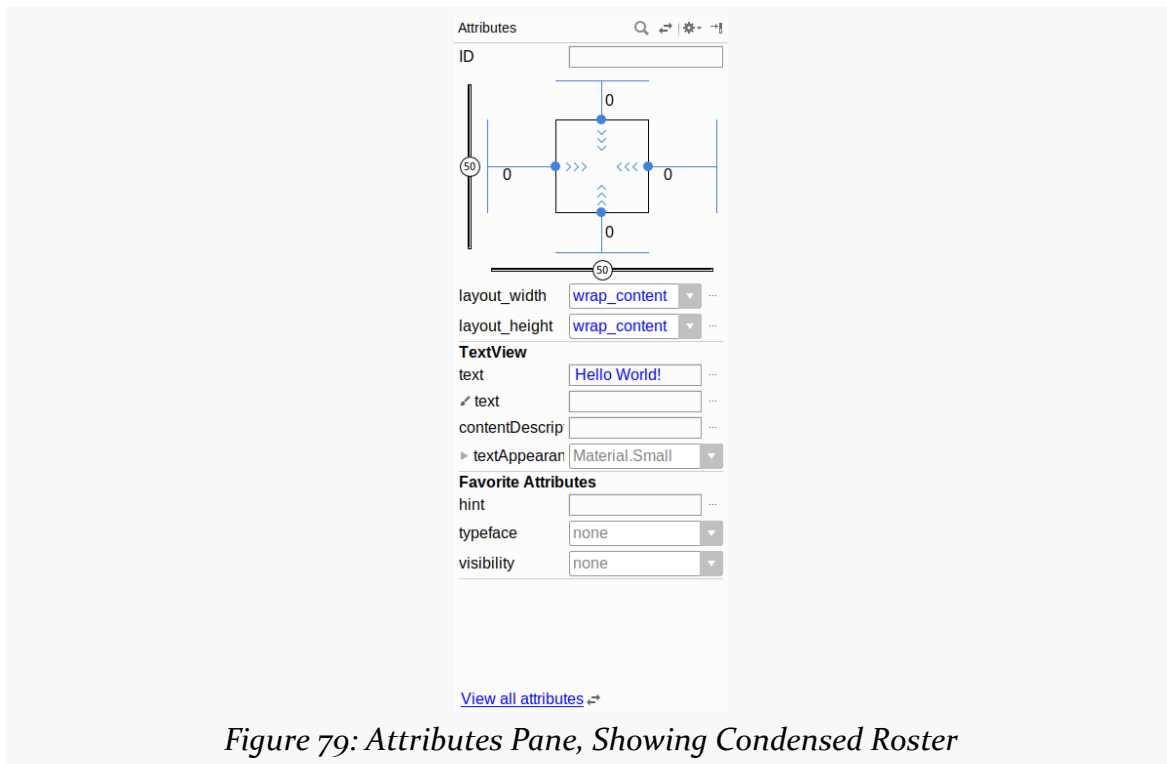 Attributes
ID
0
50
0
0
0
50
layout_width wrap_content ...
layout_height wrap_content ...
TextView
text Hello World! ...
text ...
contentDescrip ...
textAppearan Material.Small
Favorite Attributes
hint ...
typeface none
visibility none
View all attributes
Figure 79: Attributes Pane, Showing Condensed Roster